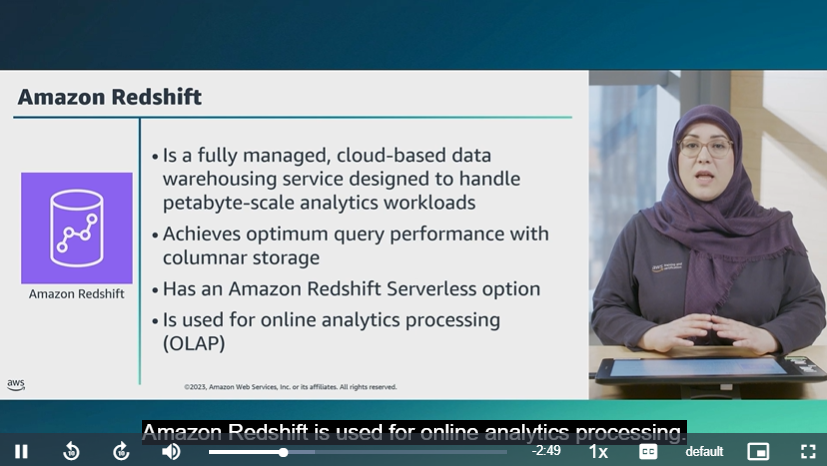 Amazon Redshift
• Is a fully managed, cloud-based data
warehousing service designed to handle
petabyte-scale analytics workloads
• Achieves optimum query performance with
columnar storage
• Has an Amazon Redshift Serverless option
• Is used for online analytics processing
(OLAP)
Amazon Redshift
aws
©2023, Amazon Web Services, Inc. or its affiliates. All rights reserved.
Amazon Redshift is used for online analytics processing.
10
10
-2:49
1x
CC
default